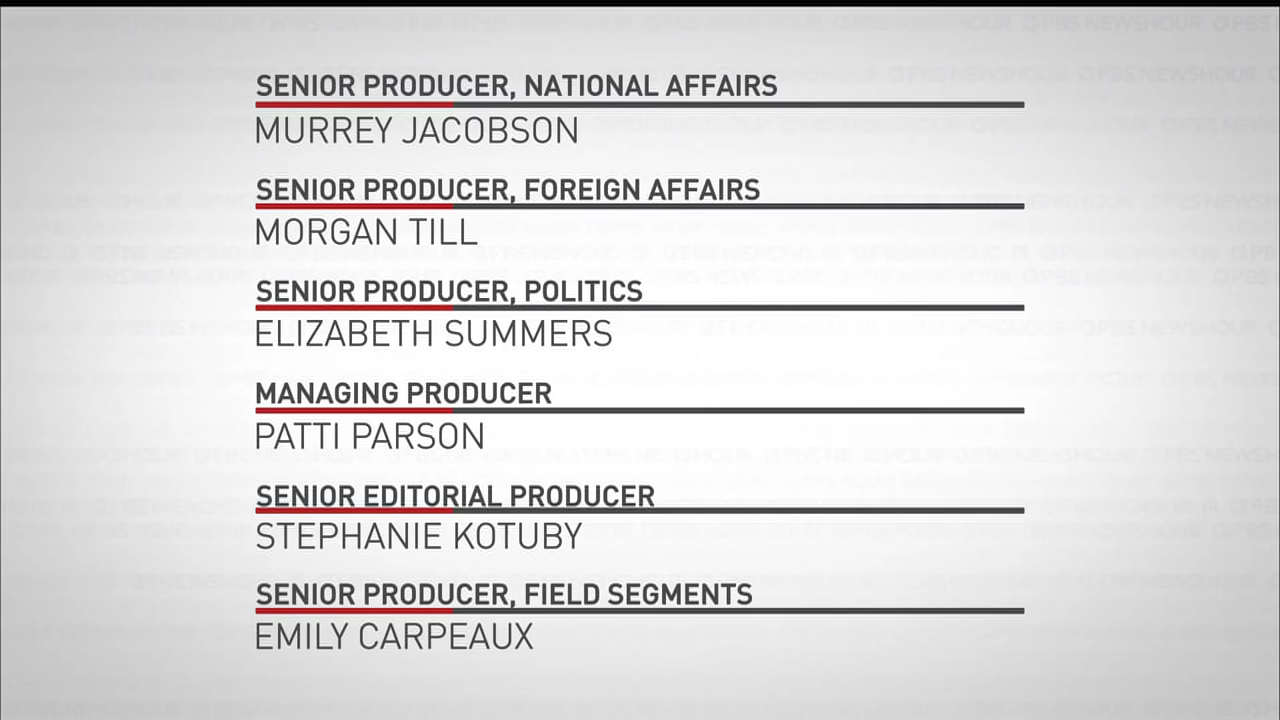 SENIOR PRODUCER, NATIONAL AFFAIRS
MURREY JACOBSON
SENIOR PRODUCER, FOREIGN AFFAIRS
MORGAN TILL
SENIOR PRODUCER, POLITICS
ELIZABETH SUMMERS
MANAGING PRODUCER
PATTI PARSON
SENIOR EDITORIAL PRODUCER
STEPHANIE KOTUBY
SENIOR PRODUCER, FIELD SEGMENTS
EMILY CARPEAUX